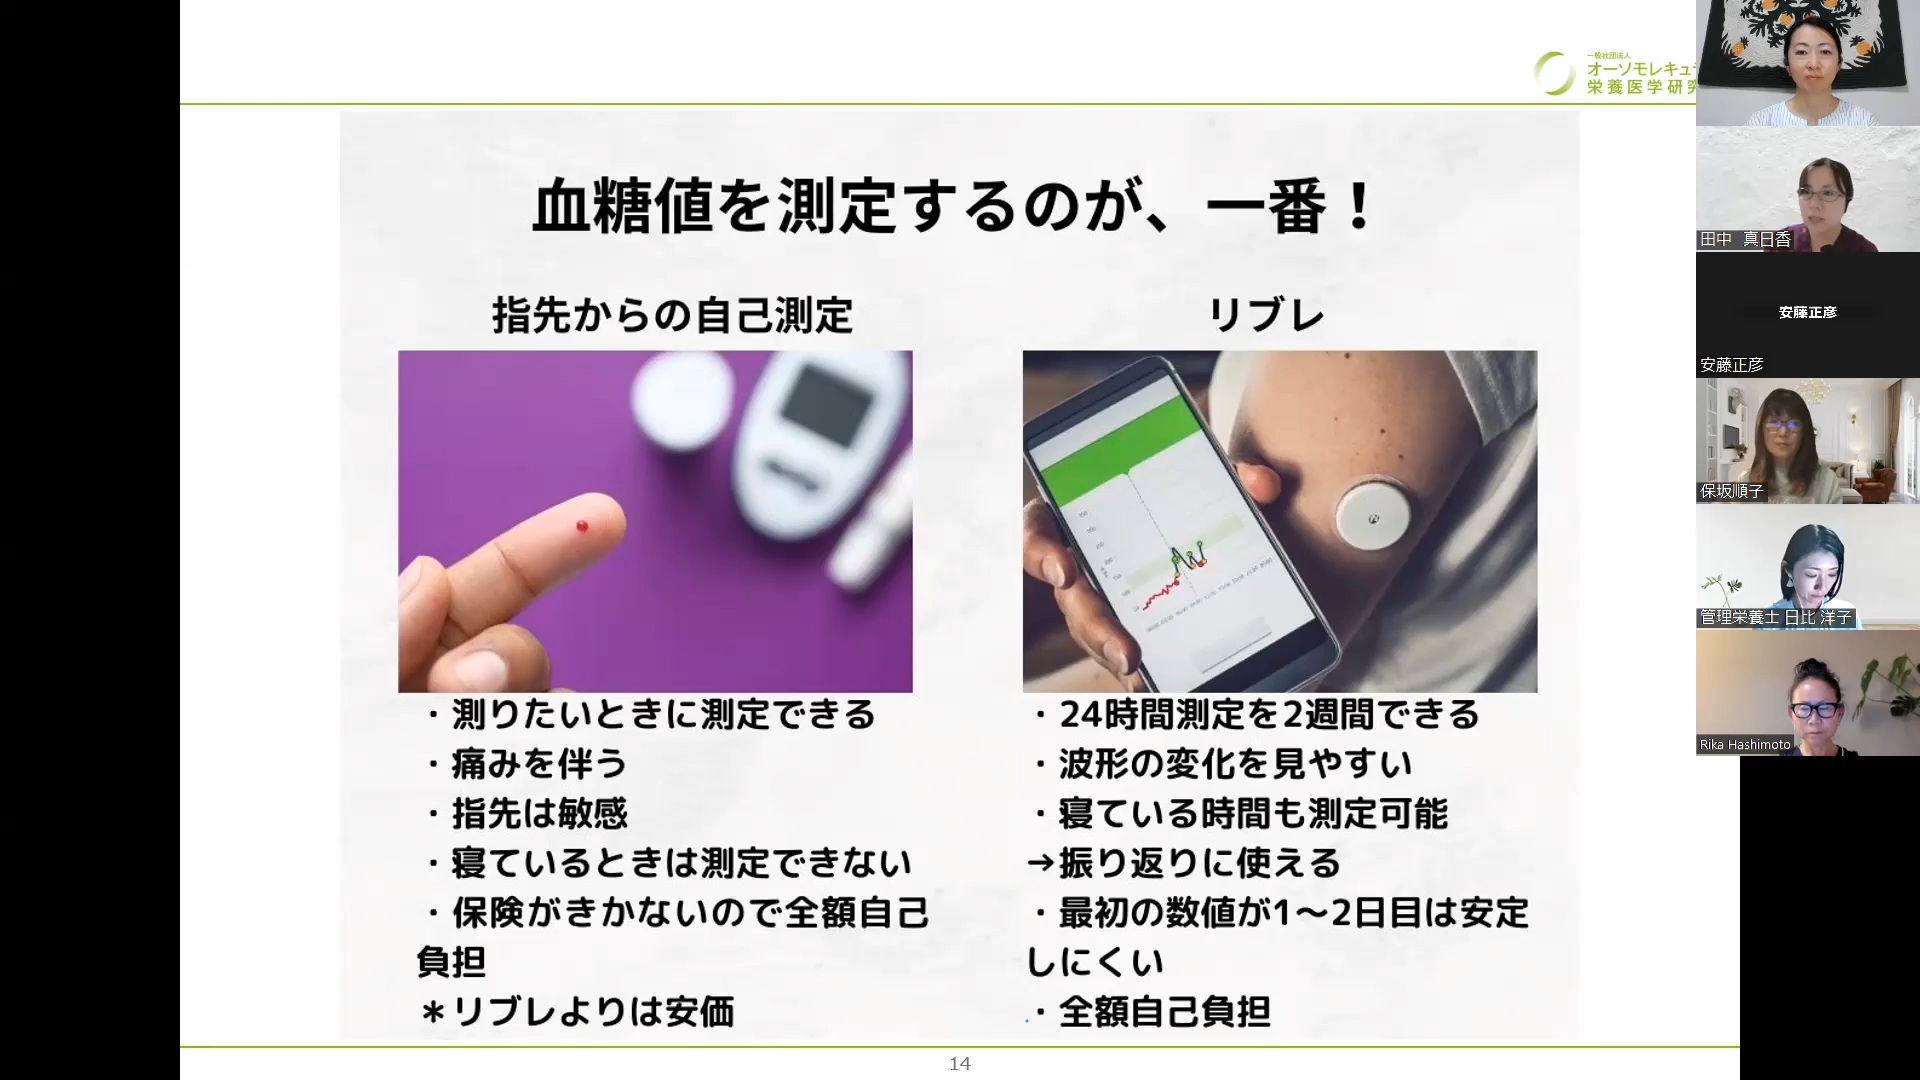 一般社団法人
オーソモレキュ
栄養医学研究
血糖値を測定するのが、一番！
指先からの自己測定
・測りたいときに測定できる
・痛みを伴う
・指先は敏感
・寝ているときは測定できない
・保険がきかないので全額自己
負担
＊リブレよりは安価
リブレ
・24時間測定を2週間できる
・波形の変化を見やすい
・寝ている時間も測定可能
→振り返りに使える
・最初の数値が1～2日目は安定
しにくい
・全額自己負担
14
田中 真日香
安藤正彦
安藤正彦
保坂順子
管理栄養士 日比 洋子
Rika Hashimoto